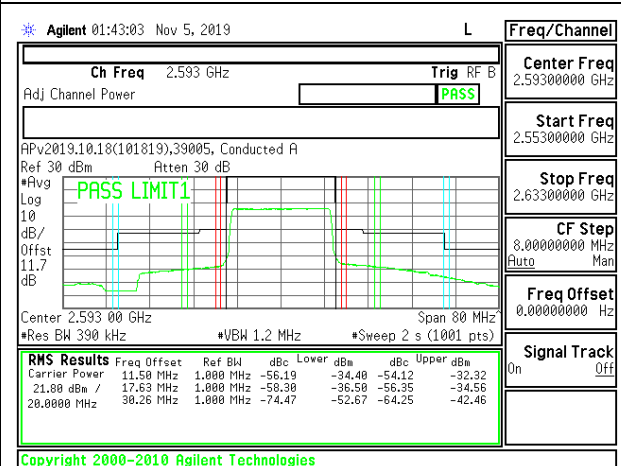 Agilent 01:43:03 Nov 5, 2019 L
Freq/Channel
Ch Freq 2.593 GHz Trig RF B
Adj Channel Power PASS
Center Freq
2.59300000 GHz
Start Freq
2.55300000 GHz
Stop Freq
2.63300000 GHz
CF Step
8.00000000 MHz
Auto Man
Freq Offset
0.00000000 Hz
Signal Track
On Off
APv2019.10.18(101819),39005, Conducted A
Ref 30 dBm Atten 30 dB
#Avg
Log
10
dB/
Offst
11.7
dB
PASS LIMIT1
Center 2.593 00 GHz Span 80 MHz^
#Res BW 390 kHz #VBW 1.2 MHz #Sweep 2 s (1001 pts)
RMS Results Freq Offset Ref BW dBc Lower dBm dBc Upper dBm
Carrier Power 11.50 MHz 1.000 MHz -56.19 -34.40 -54.12 -32.32
21.80 dBm / 17.63 MHz 1.000 MHz -58.30 -36.50 -56.35 -34.56
20.0000 MHz 30.26 MHz 1.000 MHz -74.47 -52.67 -64.25 -42.46
Copyright 2000-2010 Agilent Technologies